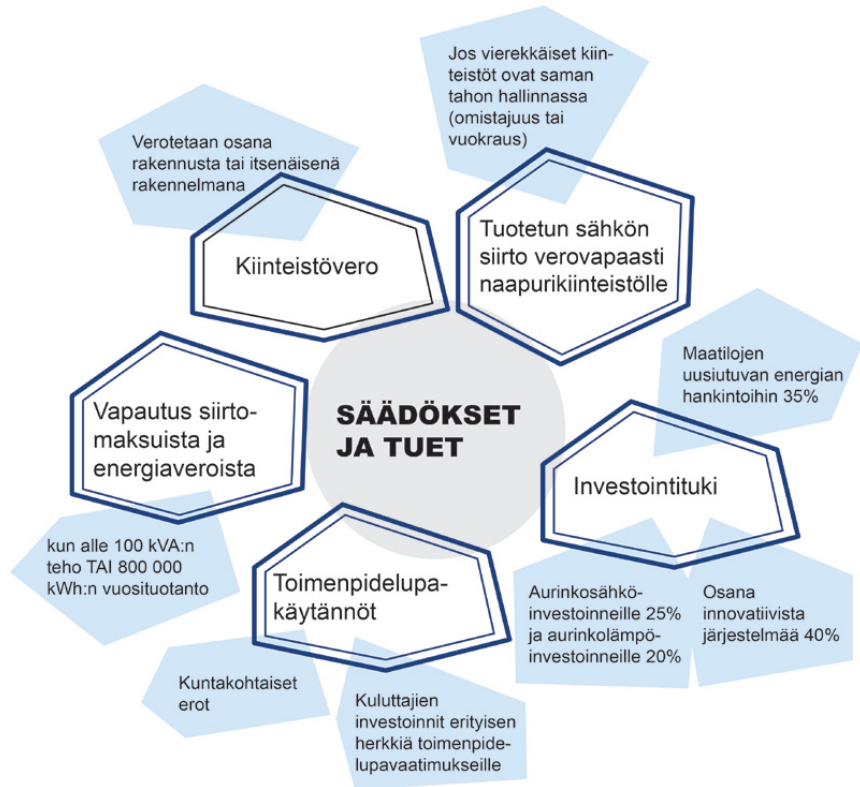 Jos vierekkäiset kiin-
teistöt ovat saman
tahon hallinnassa
(omistajuus tai
vuokraus)
Verotetaan osana
rakennusta tai itsenäisenä
rakennelmana
Kiinteistövero
Tuotetun sähkön
siirto verovapaasti
naapurikiinteistölle
Maatilojen
uusiutuvan energian
hankintoihin 35%
SÄÄDÖKSET
JA TUET
Vapautus siirto-
maksuista ja
energiaveroista
Investointituki
kun alle 100 kVA:n
teho TAI 800 000
kWh:n vuosituotanto
Toimenpidelupa-
käytännöt
Aurinkosähkö-
investoinneille 25%
ja aurinkolämpö-
investoinneille 20%
Osana
innovatiivista
järjestelmää 40%
Kuntakohtaiset
erot
Kuluttajien
investoinnit erityisen
herkkiä toimenpide-
lupavaatimukseille